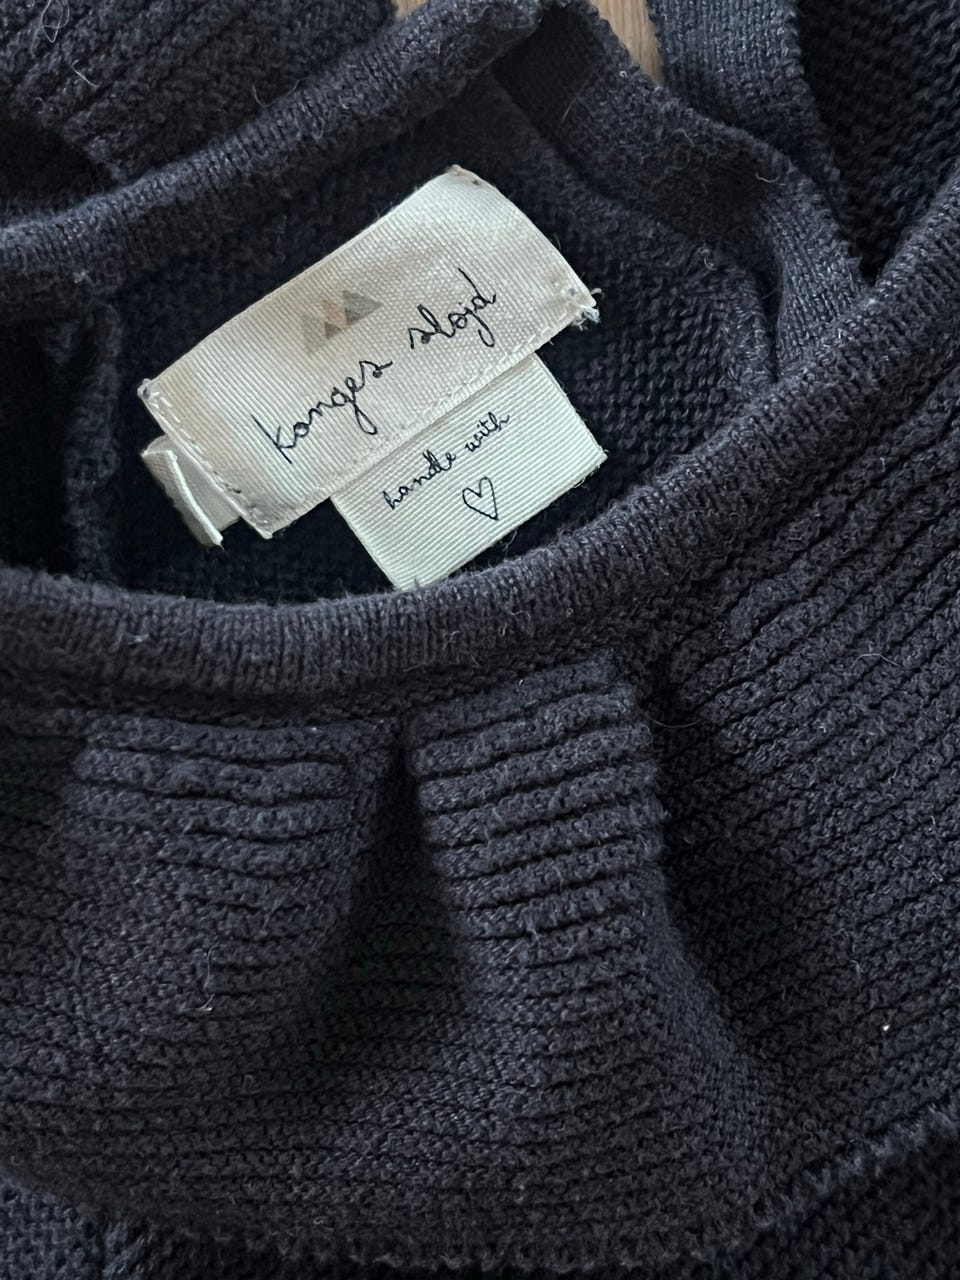 konges sløjd
handle with